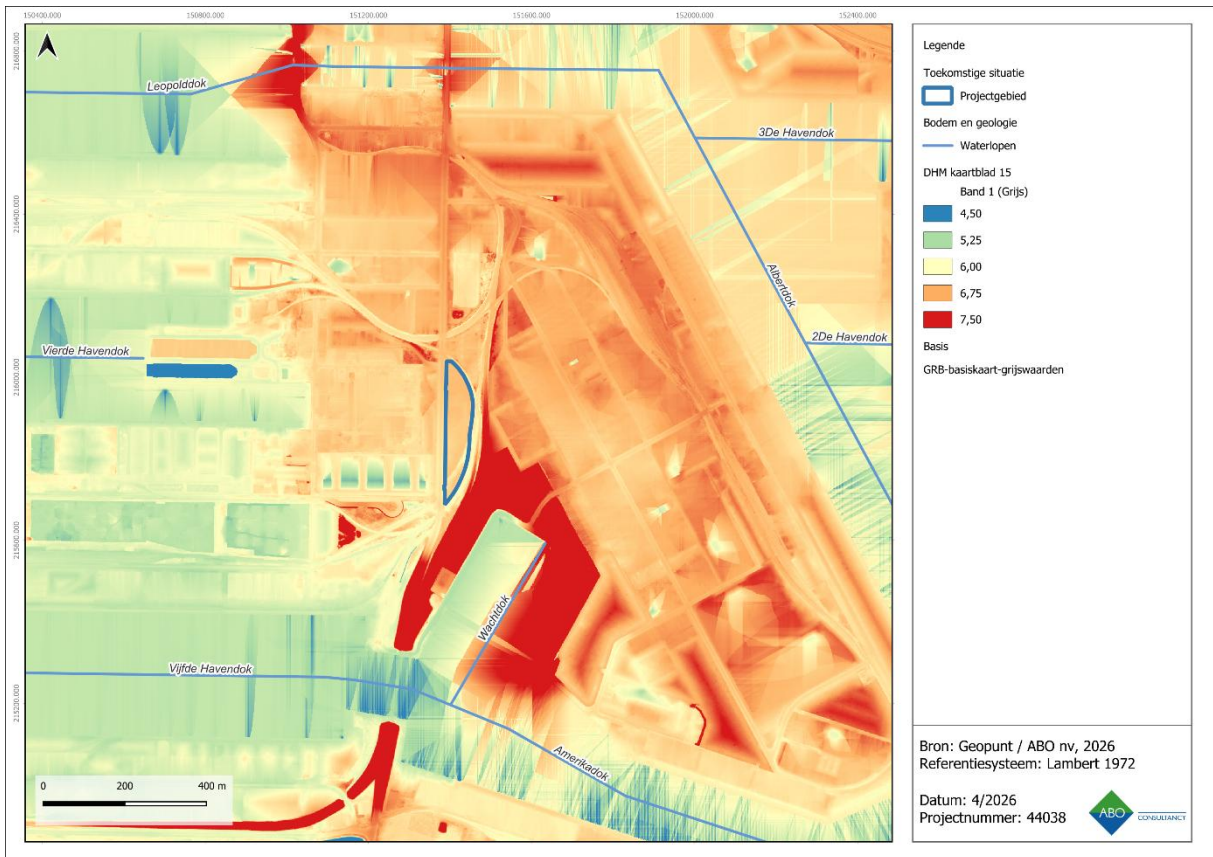 150400.000
150800.000
151200.000
151600.000
152000.000
152400.000
216800.000
216400.000
216000.000
215600.000
215200.000
Leopolddok
3De Havendok
Albertdok
2De Havendok
Vierde Havendok
Wachtdok
Vijfde Havendok
Amerikadok
0 200 400 m
Legende
Toekomstige situatie
Projectgebied
Bodem en geologie
Waterlopen
DHM kaartblad 15
Band 1 (Grijs)
4,50
5,25
6,00
6,75
7,50
Basis
GRB-basiskaart-grijswaarden
Bron: Geopunt / ABO nv, 2026
Referentiesysteem: Lambert 1972
Datum: 4/2026
Projectnummer: 44038
ABO CONSULTANCY